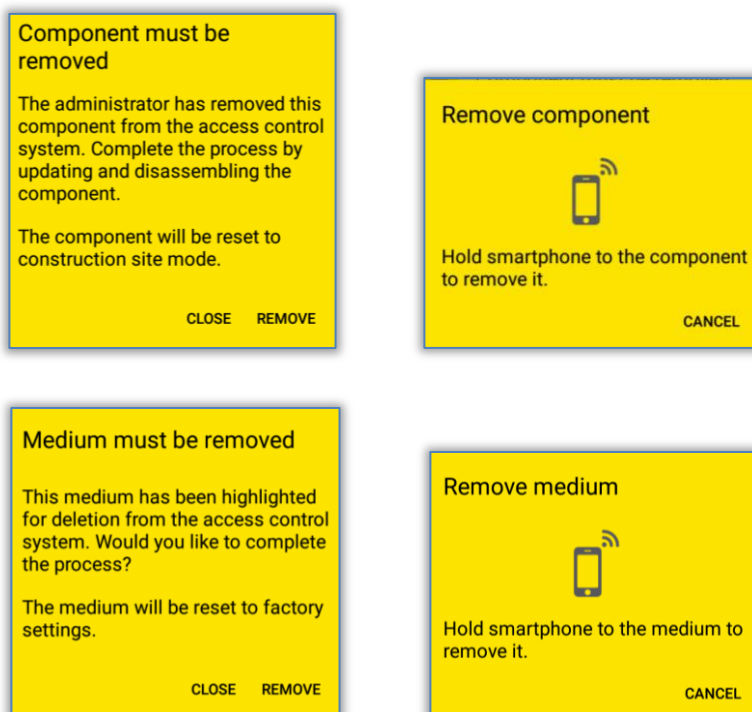 Component must be
removed
The administrator has removed this
component from the access control
system. Complete the process by
updating and disassembling the
component.
The component will be reset to
construction site mode.
CLOSE REMOVE
Remove component
Hold smartphone to the component
to remove it.
CANCEL
Medium must be removed
This medium has been highlighted
for deletion from the access control
system. Would you like to complete
the process?
The medium will be reset to factory
settings.
CLOSE REMOVE
Remove medium
Hold smartphone to the medium to
remove it.
CANCEL